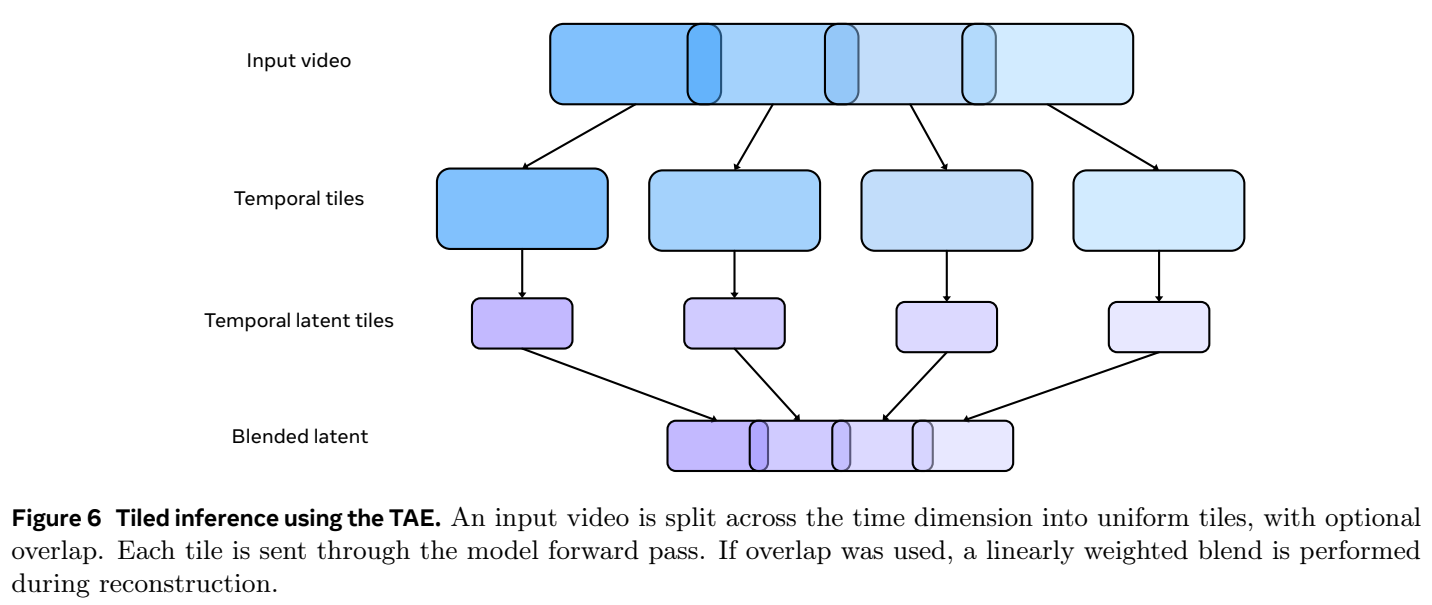 Input video
Temporal tiles
Temporal latent tiles
Blended latent
Figure 6 Tiled inference using the TAE. An input video is split across the time dimension into uniform tiles, with optional
overlap. Each tile is sent through the model forward pass. If overlap was used, a linearly weighted blend is performed
during reconstruction.